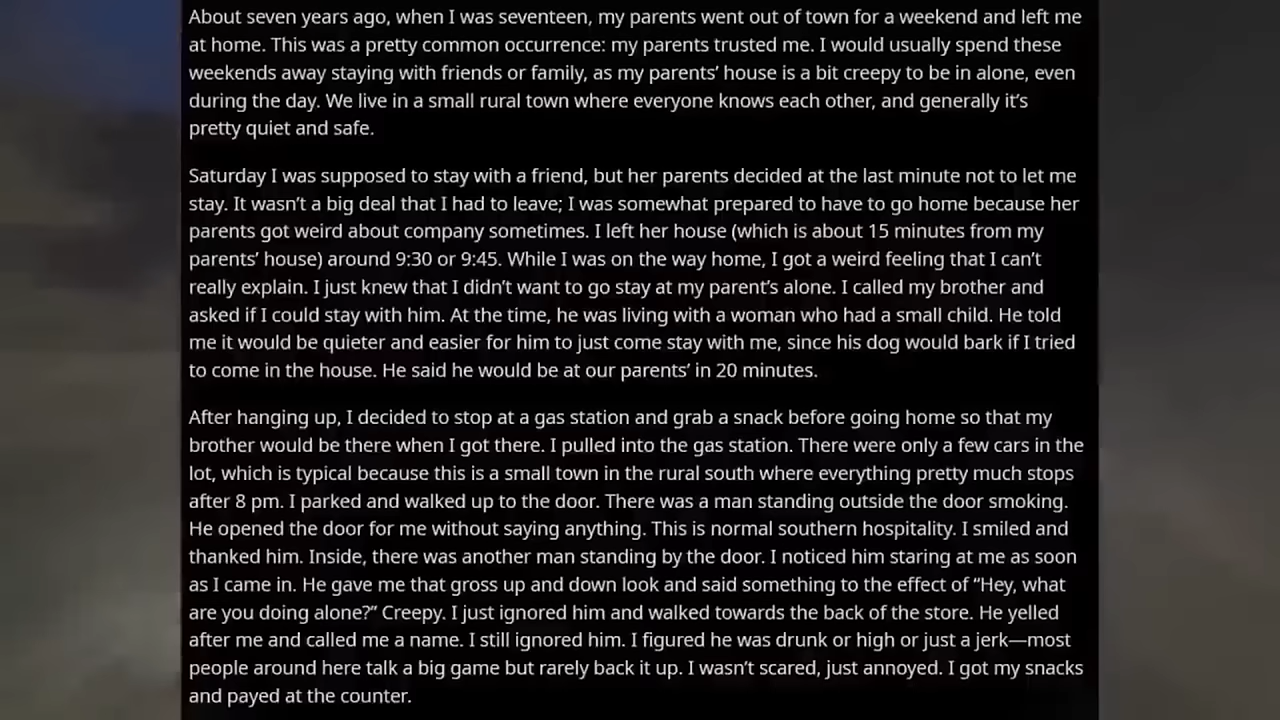 About seven years ago, when I was seventeen, my parents went out of town for a weekend and left me
at home. This was a pretty common occurrence: my parents trusted me. I would usually spend these
weekends away staying with friends or family, as my parents’ house is a bit creepy to be in alone, even
during the day. We live in a small rural town where everyone knows each other, and generally it’s
pretty quiet and safe.
Saturday I was supposed to stay with a friend, but her parents decided at the last minute not to let me
stay. It wasn’t a big deal that I had to leave; I was somewhat prepared to have to go home because her
parents got weird about company sometimes. I left her house (which is about 15 minutes from my
parents’ house) around 9:30 or 9:45. While I was on the way home, I got a weird feeling that I can’t
really explain. I just knew that I didn’t want to go stay at my parent’s alone. I called my brother and
asked if I could stay with him. At the time, he was living with a woman who had a small child. He told
me it would be quieter and easier for him to just come stay with me, since his dog would bark if I tried
to come in the house. He said he would be at our parents’ in 20 minutes.
After hanging up, I decided to stop at a gas station and grab a snack before going home so that my
brother would be there when I got there. I pulled into the gas station. There were only a few cars in the
lot, which is typical because this is a small town in the rural south where everything pretty much stops
after 8 pm. I parked and walked up to the door. There was a man standing outside the door smoking.
He opened the door for me without saying anything. This is normal southern hospitality. I smiled and
thanked him. Inside, there was another man standing by the door. I noticed him staring at me as soon
as I came in. He gave me that gross up and down look and said something to the effect of “Hey, what
are you doing alone?” Creepy. I just ignored him and walked towards the back of the store. He yelled
after me and called me a name. I still ignored him. I figured he was drunk or high or just a jerk—most
people around here talk a big game but rarely back it up. I wasn’t scared, just annoyed. I got my snacks
and payed at the counter.